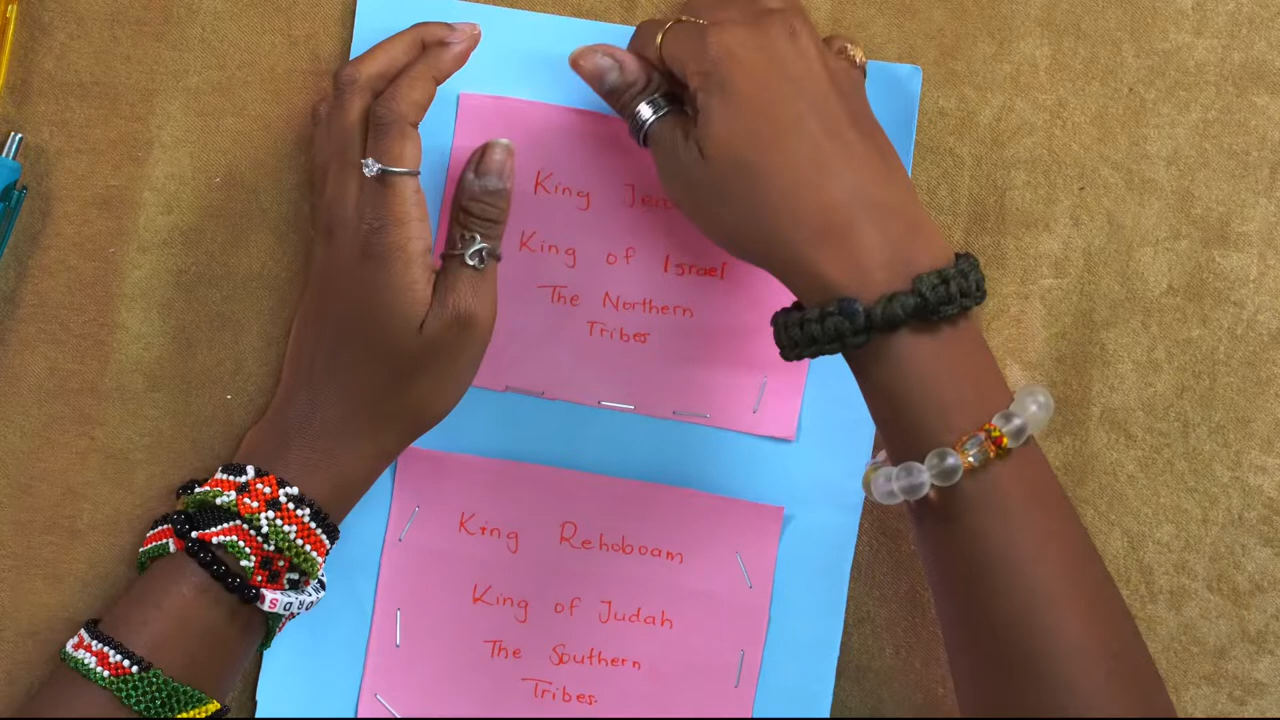 King
King of Israel
The Northern
Tribes
King Rehoboam
King of Judah
The Southern
Tribes.